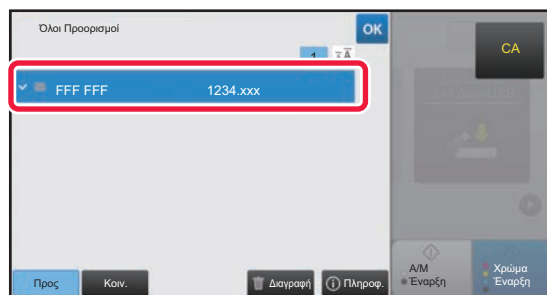 Όλοι Προορισμοί
OK
CA
1
FFF FFF 1234.xxx
Προς
Κοιν.
Διαγραφή
Πληροφ.
Α/Μ
Έναρξη
Χρώμα
Έναρξη